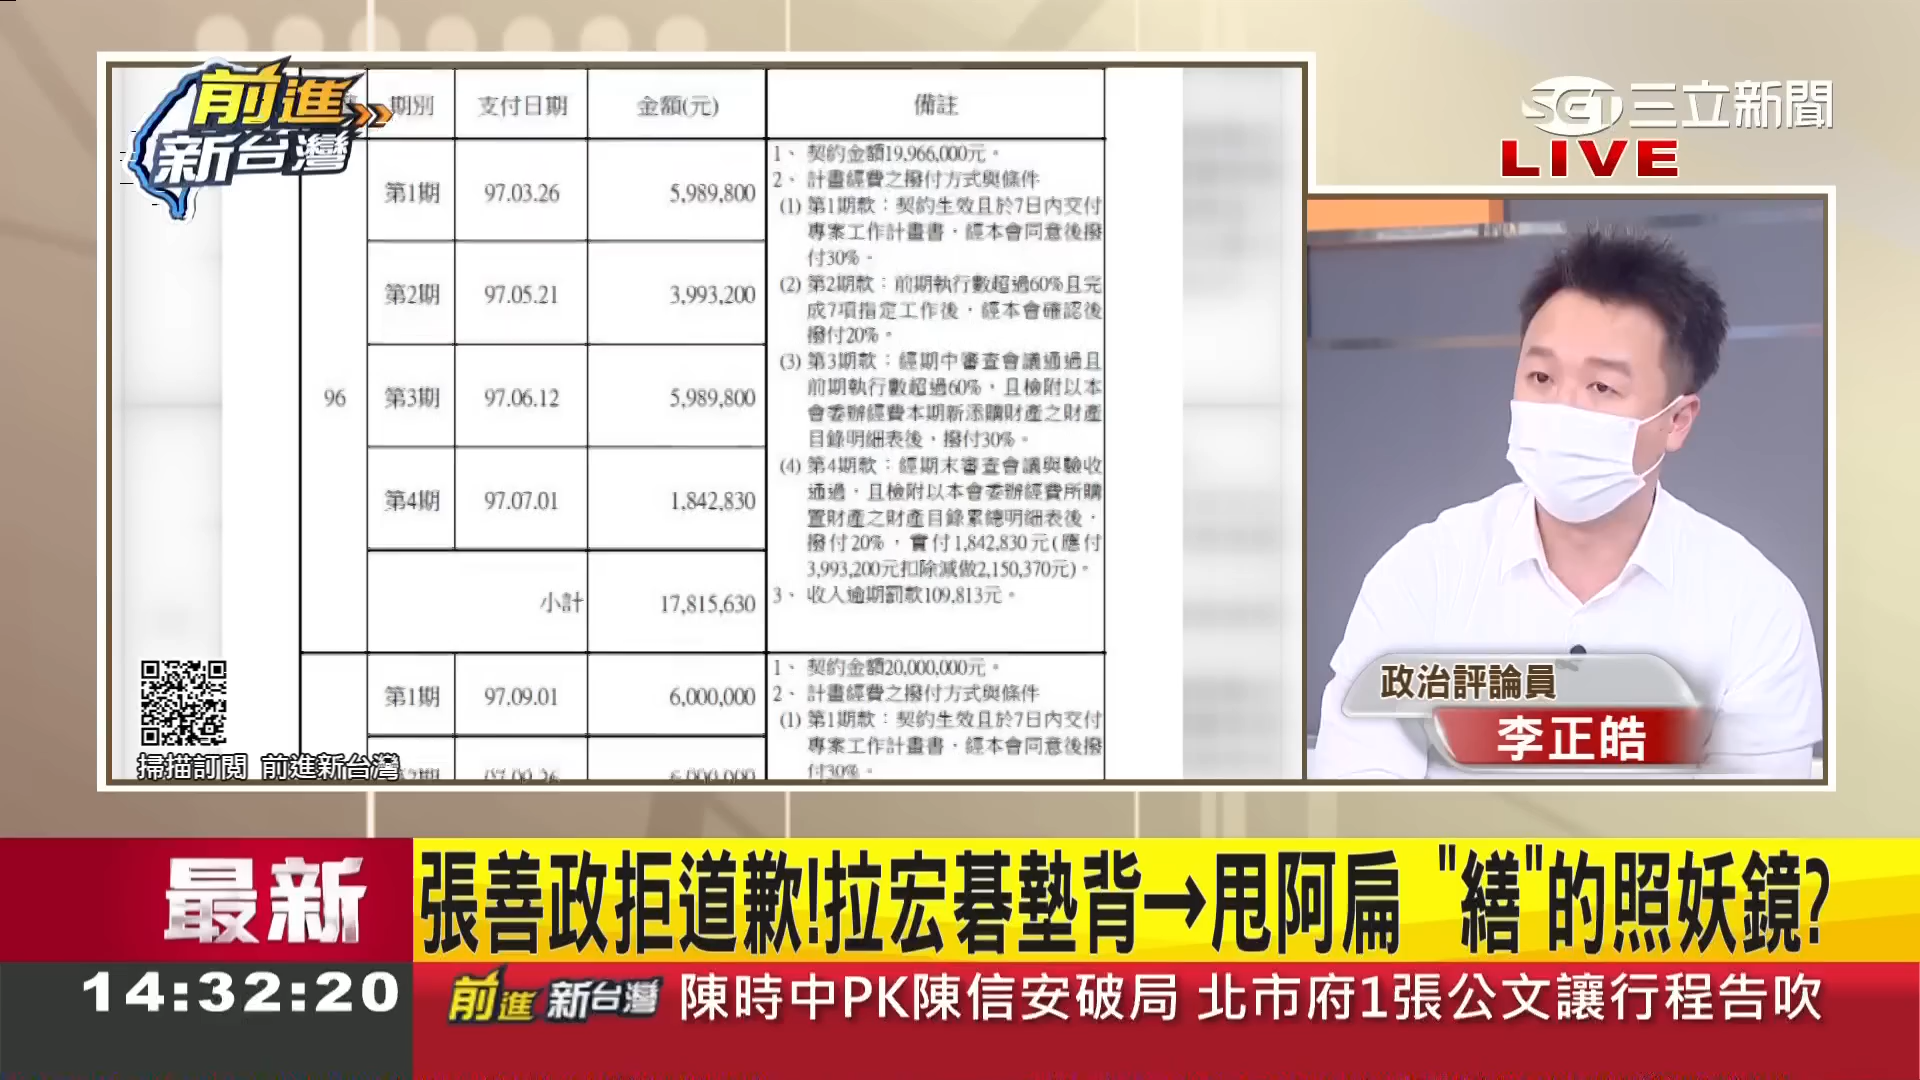 前進
新台灣
SET三立新聞
LIVE
期別 支付日期 金額(元) 備註
96
第1期 97.03.26 5,989,800
第2期 97.05.21 3,993,200
第3期 97.06.12 5,989,800
第4期 97.07.01 1,842,830
小計 17,815,630
1、契約金額19,966,000元。
2、計畫經費之撥付方式與條件
(1)第1期款：契約生效且於7日內交付
專案工作計畫書，經本會同意後撥
付30%。
(2)第2期款：前期執行數超過60%且完
成7項指定工作後，經本會確認後
撥付20%。
(3)第3期款：經期中審查會議通過且
前期執行數超過60%，且檢附以本
會委辦經費本期新添購財產之財產
目錄明細表後，撥付30%。
(4)第4期款：經期末審查會議與驗收
通過，且檢附以本會委辦經費所購
置財產之財產目錄累總明細表後，
撥付20%，實付1,842,830元(應付
3,993,200元扣除減做2,150,370元)。
3、收入逾期罰款109,813元。
第1期 97.09.01 6,000,000
第2期 97.09.26 6,000,000
1、契約金額20,000,000元。
2、計畫經費之撥付方式與條件
(1)第1期款：契約生效且於7日內交付
專案工作計畫書，經本會同意後撥
付30%。
掃描訂閱 前進新台灣
政治評論員
李正皓
最新
張善政拒道歉!拉宏碁墊背→甩阿扁 "繕"的照妖鏡?
14:32:20
前進新台灣 陳時中PK陳信安破局 北市府1張公文讓行程告吹